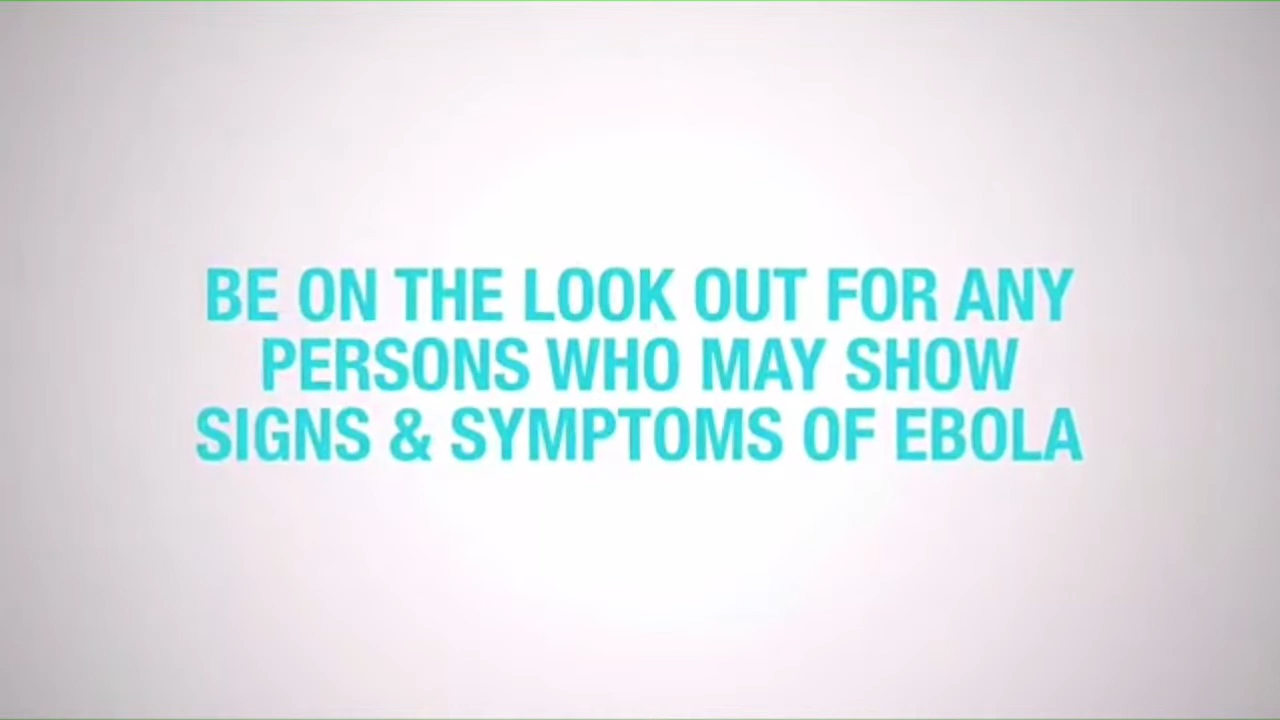 BE ON THE LOOK OUT FOR ANY
PERSONS WHO MAY SHOW
SIGNS & SYMPTOMS OF EBOLA